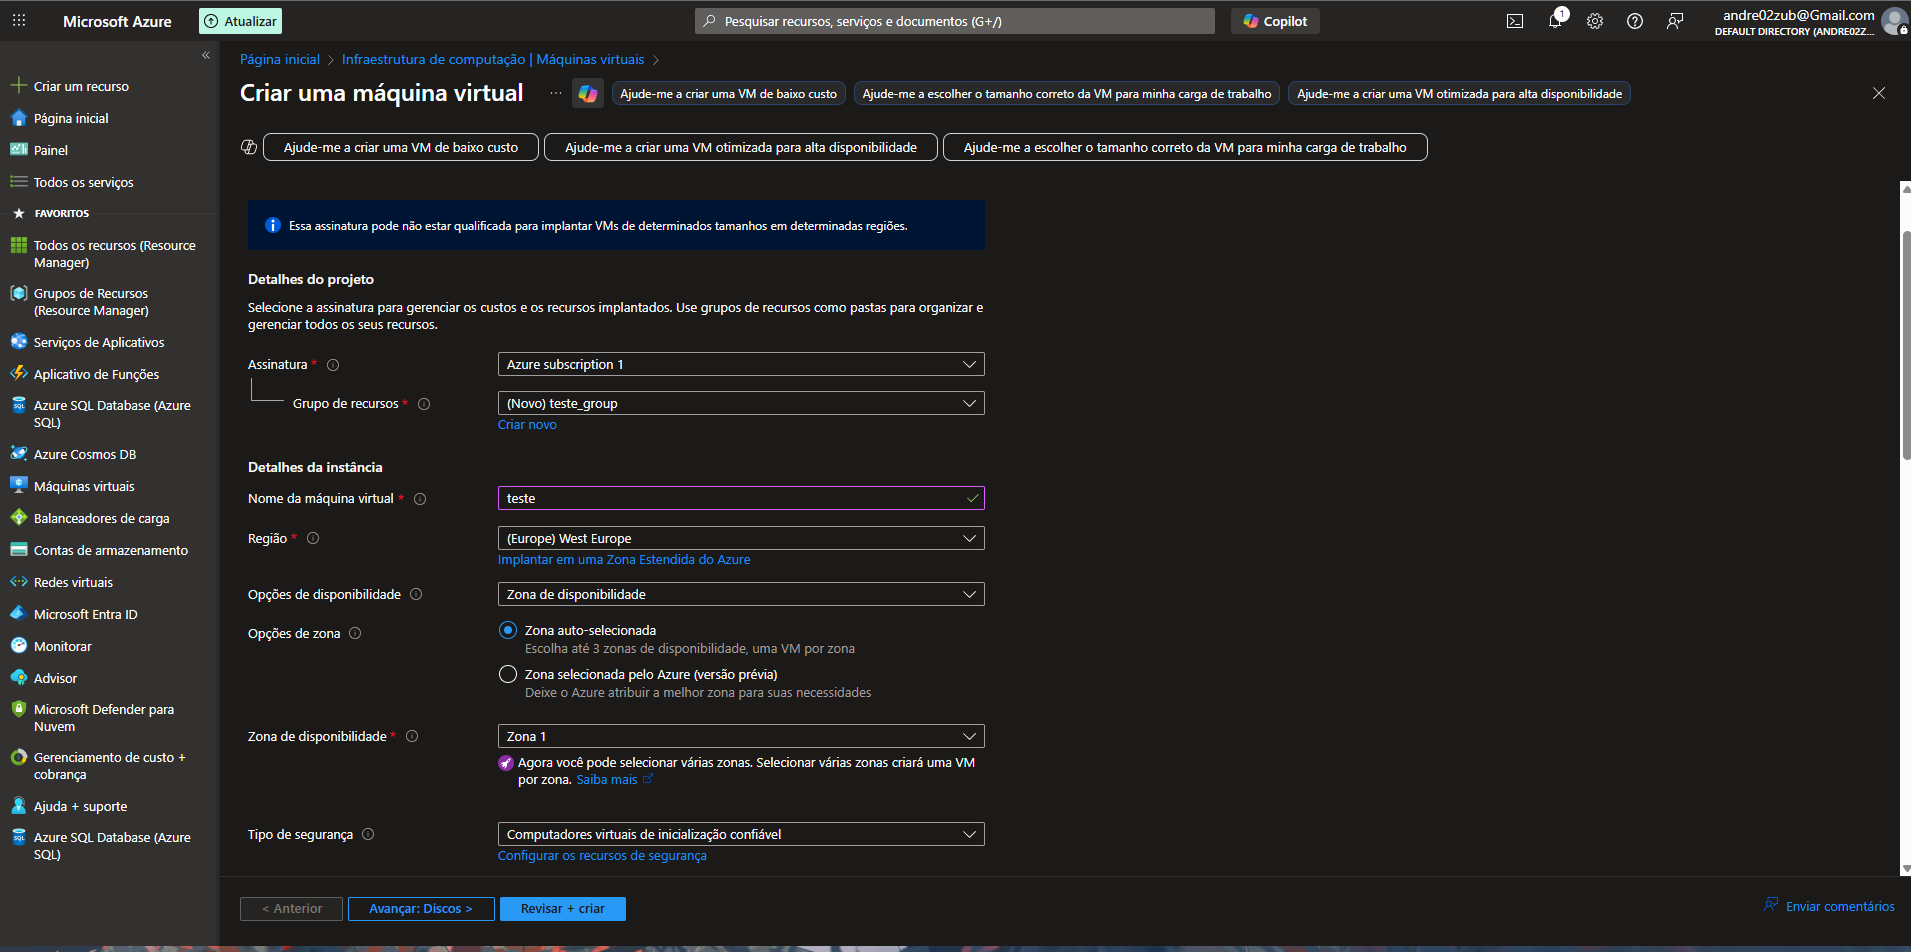 Microsoft Azure
Atualizar
Pesquisar recursos, serviços e documentos (G+/)
Copilot
1
andre02zub@Gmail.com
DEFAULT DIRECTORY (ANDRE02Z...
«
Criar um recurso
Página inicial
Painel
Todos os serviços
FAVORITOS
Todos os recursos (Resource
Manager)
Grupos de Recursos
(Resource Manager)
Serviços de Aplicativos
Aplicativo de Funções
Azure SQL Database (Azure
SQL)
Azure Cosmos DB
Máquinas virtuais
Balanceadores de carga
Contas de armazenamento
Redes virtuais
Microsoft Entra ID
Monitorar
Advisor
Microsoft Defender para
Nuvem
Gerenciamento de custo +
cobrança
Ajuda + suporte
Azure SQL Database (Azure
SQL)
Página inicial > Infraestrutura de computação | Máquinas virtuais >
Criar uma máquina virtual ...
Ajude-me a criar uma VM de baixo custo
Ajude-me a escolher o tamanho correto da VM para minha carga de trabalho
Ajude-me a criar uma VM otimizada para alta disponibilidade
Ajude-me a criar uma VM de baixo custo
Ajude-me a criar uma VM otimizada para alta disponibilidade
Ajude-me a escolher o tamanho correto da VM para minha carga de trabalho
Essa assinatura pode não estar qualificada para implantar VMs de determinados tamanhos em determinadas regiões.
Detalhes do projeto
Selecione a assinatura para gerenciar os custos e os recursos implantados. Use grupos de recursos como pastas para organizar e
gerenciar todos os seus recursos.
Assinatura *
Azure subscription 1
Grupo de recursos *
(Novo) teste_group
Criar novo
Detalhes da instância
Nome da máquina virtual *
teste
Região *
(Europe) West Europe
Implantar em uma Zona Estendida do Azure
Opções de disponibilidade
Zona de disponibilidade
Opções de zona
Zona auto-selecionada
Escolha até 3 zonas de disponibilidade, uma VM por zona
Zona selecionada pelo Azure (versão prévia)
Deixe o Azure atribuir a melhor zona para suas necessidades
Zona de disponibilidade *
Zona 1
Agora você pode selecionar várias zonas. Selecionar várias zonas criará uma VM
por zona. Saiba mais
Tipo de segurança
Computadores virtuais de inicialização confiável
Configurar os recursos de segurança
< Anterior
Avançar: Discos >
Revisar + criar
Enviar comentários